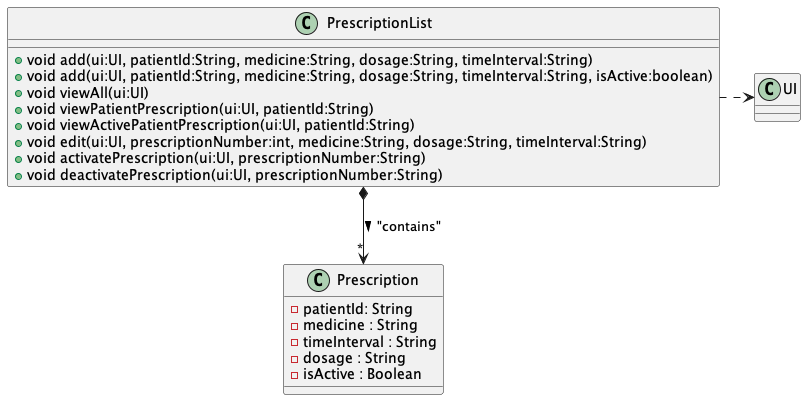 C PrescriptionList
void add(ui:UI, patientId:String, medicine:String, dosage:String, timeInterval:String)
void add(ui:UI, patientId:String, medicine:String, dosage:String, timeInterval:String, isActive:boolean)
void viewAll(ui:UI)
void viewPatientPrescription(ui:UI, patientId:String)
void viewActivePatientPrescription(ui:UI, patientId:String)
void edit(ui:UI, prescriptionNumber:int, medicine:String, dosage:String, timeInterval:String)
void activatePrescription(ui:UI, prescriptionNumber:String)
void deactivatePrescription(ui:UI, prescriptionNumber:String)
C UI
"contains"
*
C Prescription
patientId: String
medicine : String
timeInterval : String
dosage : String
isActive : Boolean